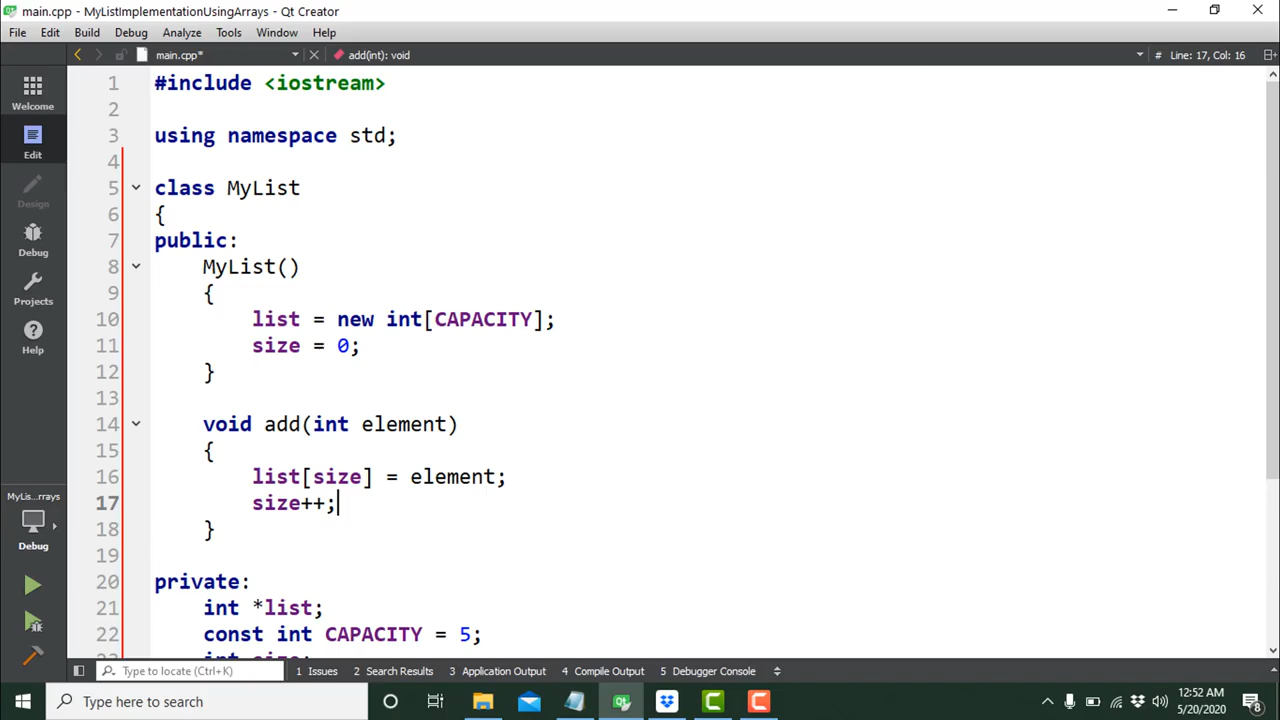 main.cpp - MyListImplementationUsingArrays - Qt Creator
File Edit Build Debug Analyze Tools Window Help
main.cpp* add(int): void # Line: 17, Col: 16
Welcome
Edit
Design
Debug
Projects
Help
MyLis...rrays
Debug
1 #include <iostream>
2
3 using namespace std;
4
5 class MyList
6 {
7 public:
8 MyList()
9 {
10 list = new int[CAPACITY];
11 size = 0;
12 }
13
14 void add(int element)
15 {
16 list[size] = element;
17 size++;
18 }
19
20 private:
21 int *list;
22 const int CAPACITY = 5;
int size;
Type to locate (Ctrl+K) 1 Issues 2 Search Results 3 Application Output 4 Compile Output 5 Debugger Console
Type here to search
12:52 AM
5/20/2020
8